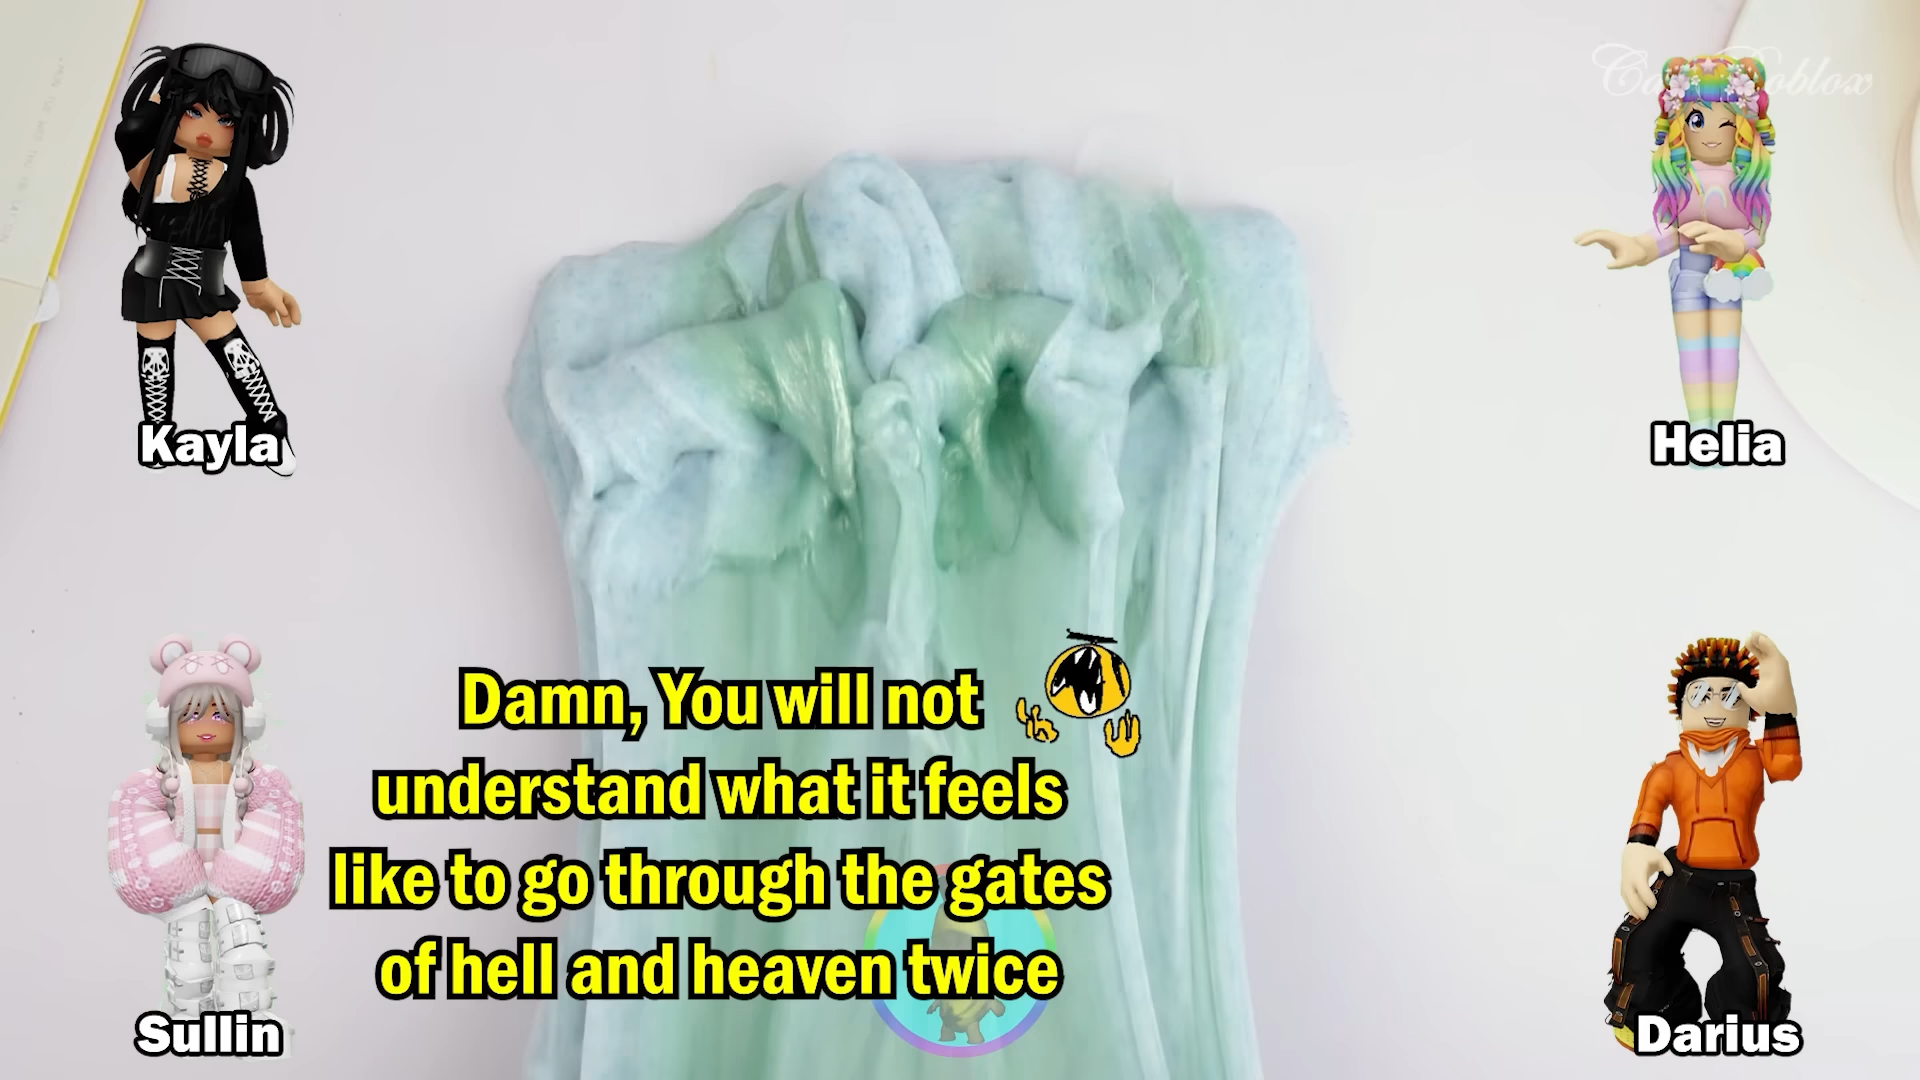 Kayla
Helia
Damn, You will not
understand what it feels
like to go through the gates
of hell and heaven twice
Sullin
Darius